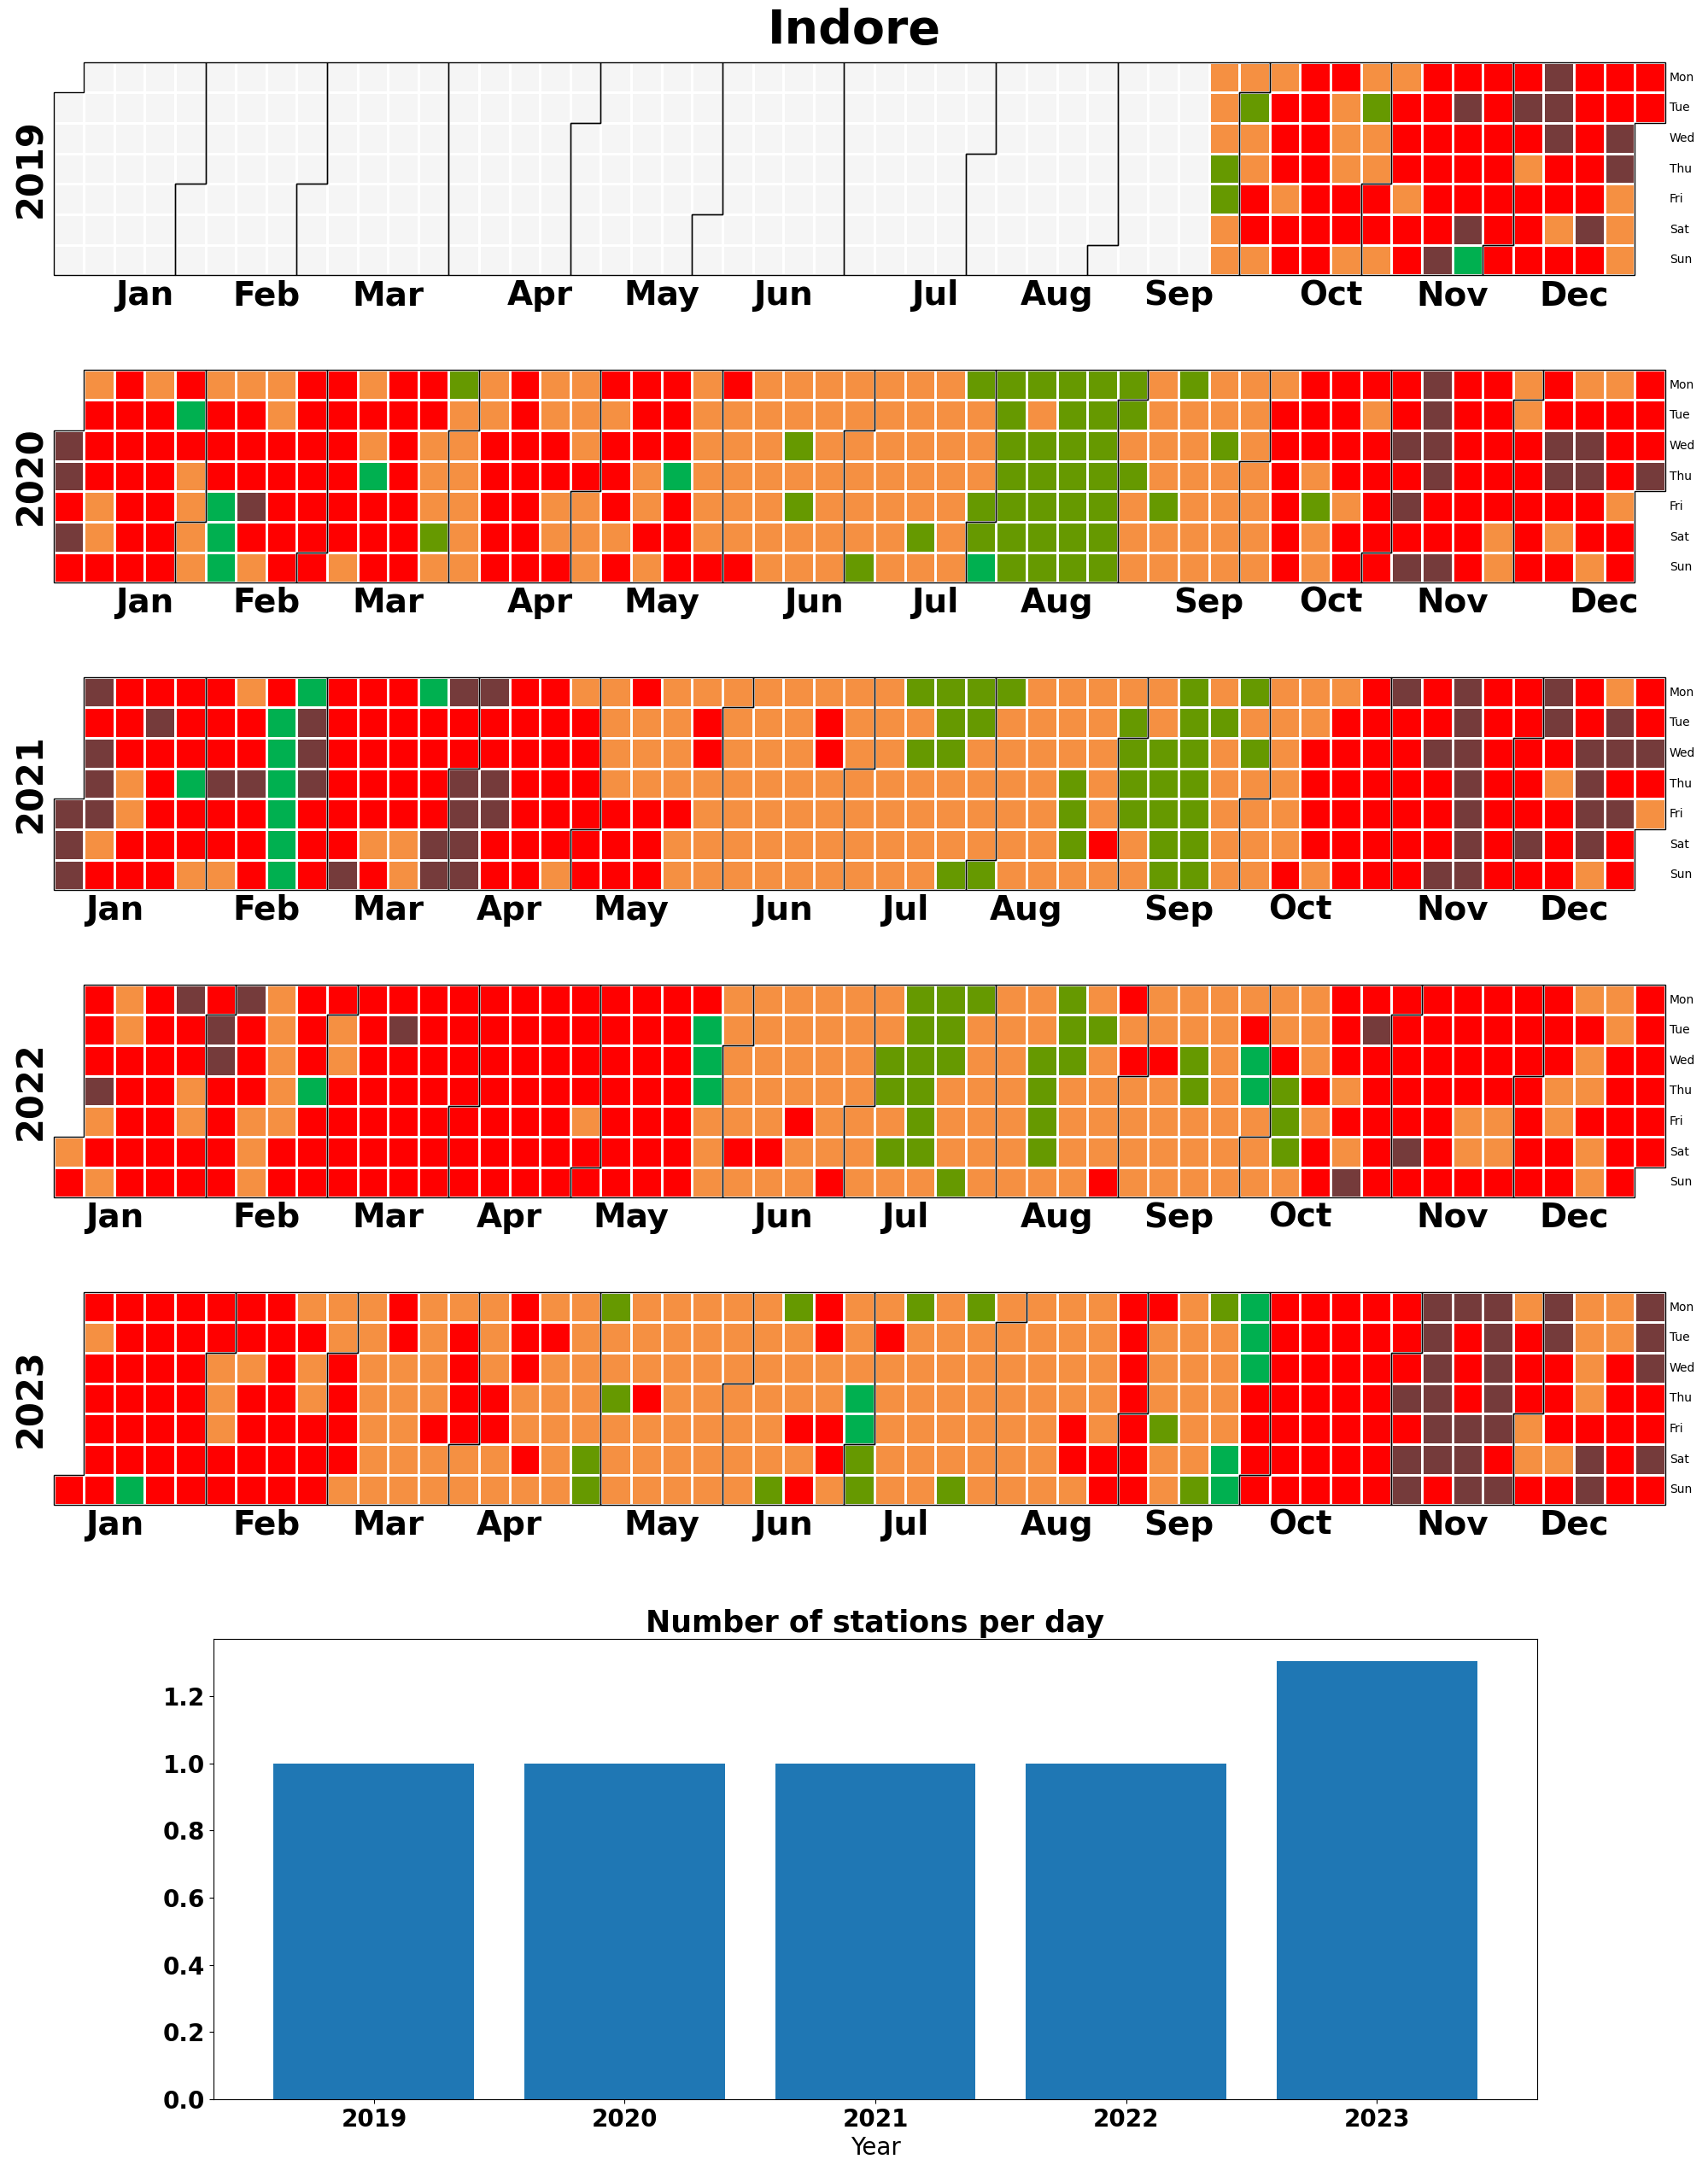 Indore
2019
Mon
Tue
Wed
Thu
Fri
Sat
Sun
Jan Feb Mar Apr May Jun Jul Aug Sep Oct Nov Dec
2020
Mon
Tue
Wed
Thu
Fri
Sat
Sun
Jan Feb Mar Apr May Jun Jul Aug Sep Oct Nov Dec
2021
Mon
Tue
Wed
Thu
Fri
Sat
Sun
Jan Feb Mar Apr May Jun Jul Aug Sep Oct Nov Dec
2022
Mon
Tue
Wed
Thu
Fri
Sat
Sun
Jan Feb Mar Apr May Jun Jul Aug Sep Oct Nov Dec
2023
Mon
Tue
Wed
Thu
Fri
Sat
Sun
Jan Feb Mar Apr May Jun Jul Aug Sep Oct Nov Dec
Number of stations per day
1.2
1.0
0.8
0.6
0.4
0.2
0.0
2019 2020 2021 2022 2023
Year